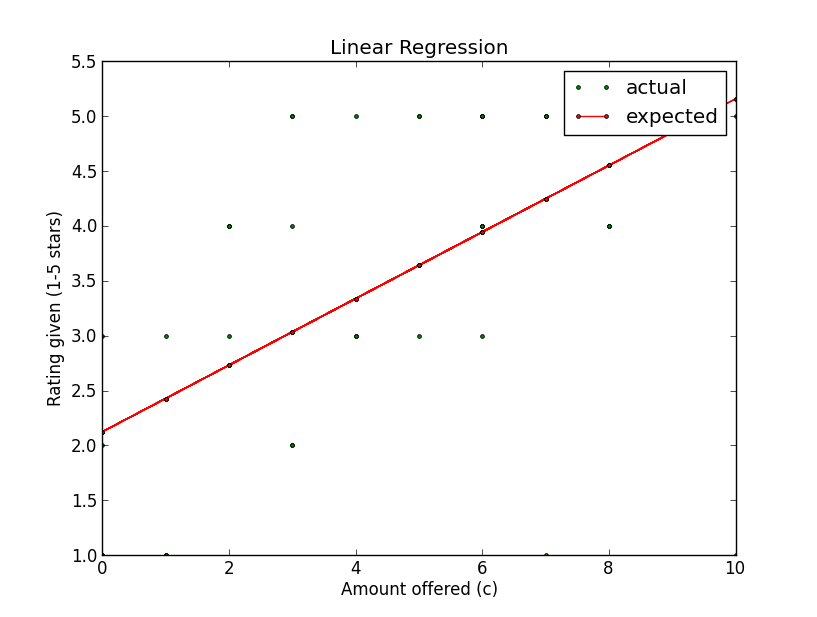 Linear Regression
actual
expected
5.5
5.0
4.5
4.0
3.5
3.0
2.5
2.0
1.5
1.0
Rating given (1-5 stars)
0 2 4 6 8 10
Amount offered (c)